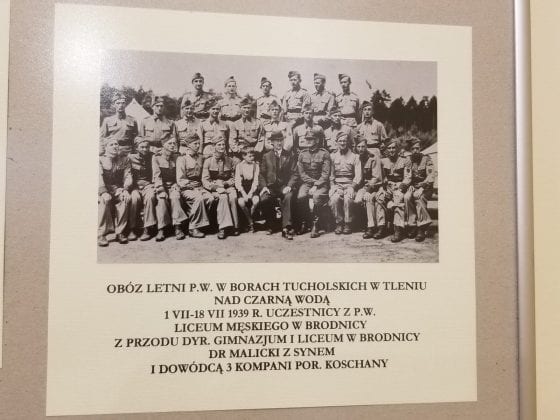 OBÓZ LETNI P.W. W BORACH TUCHOLSKICH W TLENIU
NAD CZARNĄ WODĄ
1 VII-18 VII 1939 R. UCZESTNICY Z P.W.
LICEUM MĘSKIEGO W BRODNICY
Z PRZODU DYR. GIMNAZJUM I LICEUM W BRODNICY
DR MALICKI Z SYNEM
I DOWÓDCĄ 3 KOMPANI POR. KOSCHANY